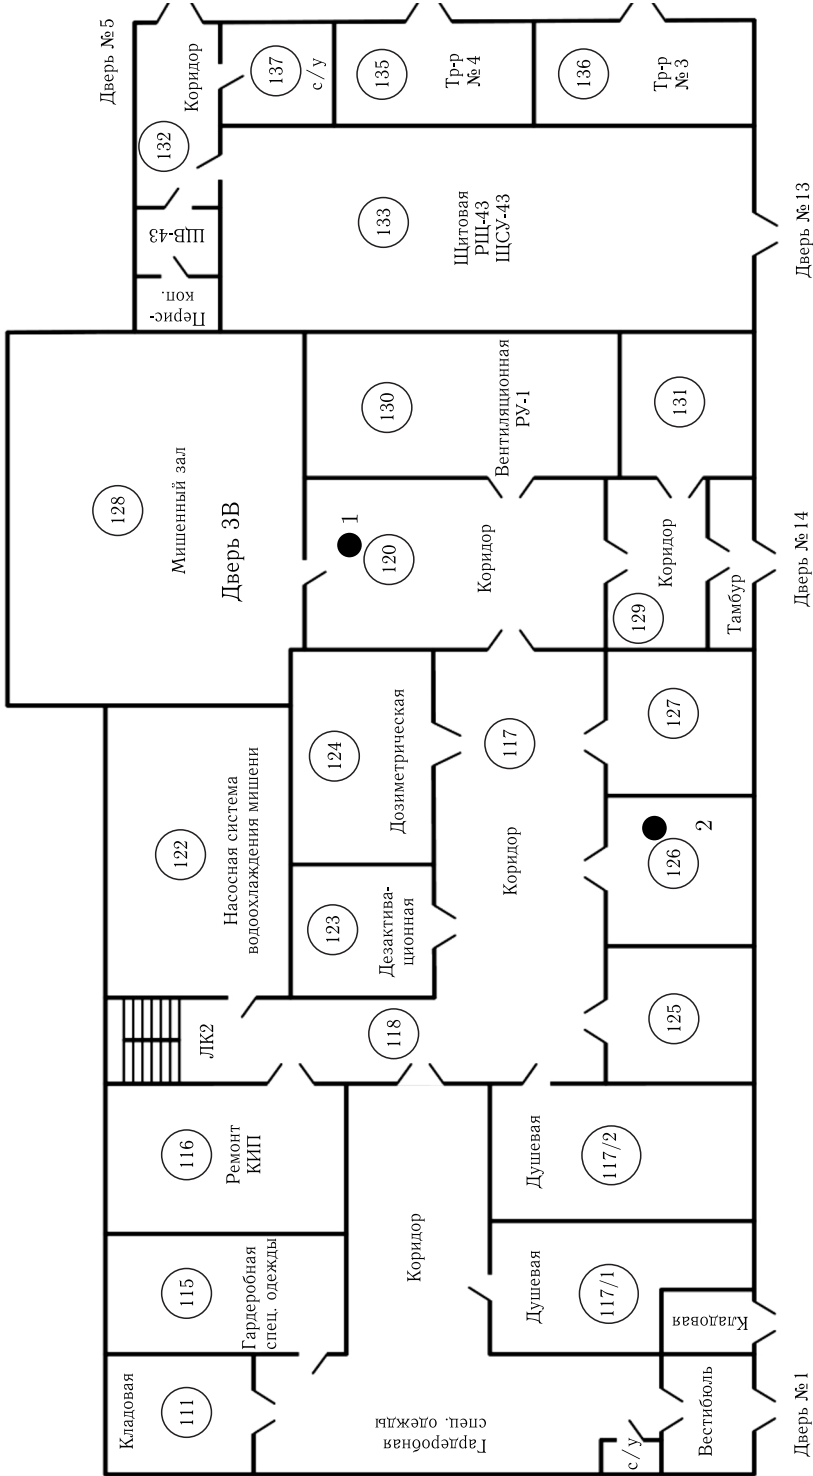 Дверь №5
Коридор
132
137
с/у
135
Тр-р
№4
136
Тр-р
№3
ЩВ-43
Перис-
коп.
133
Щитовая
РЩ-43
ЩСУ-43
Дверь №13
128
Мишенный зал
Дверь 3В
130
Вентиляционная
РУ-1
131
1
120
Коридор
Коридор
129
Тамбур
Дверь №14
122
Насосная система
водоохлаждения мишени
124
Дозиметрическая
117
Коридор
127
126
2
123
Дезактива-
ционная
125
ЛК2
118
116
Ремонт
КИП
Душевая
117/2
115
Гардеробная
спец. одежды
Коридор
Душевая
117/1
Кладовая
Кладовая
111
Гардеробная
спец. одежды
с/у
Вестибюль
Дверь №1